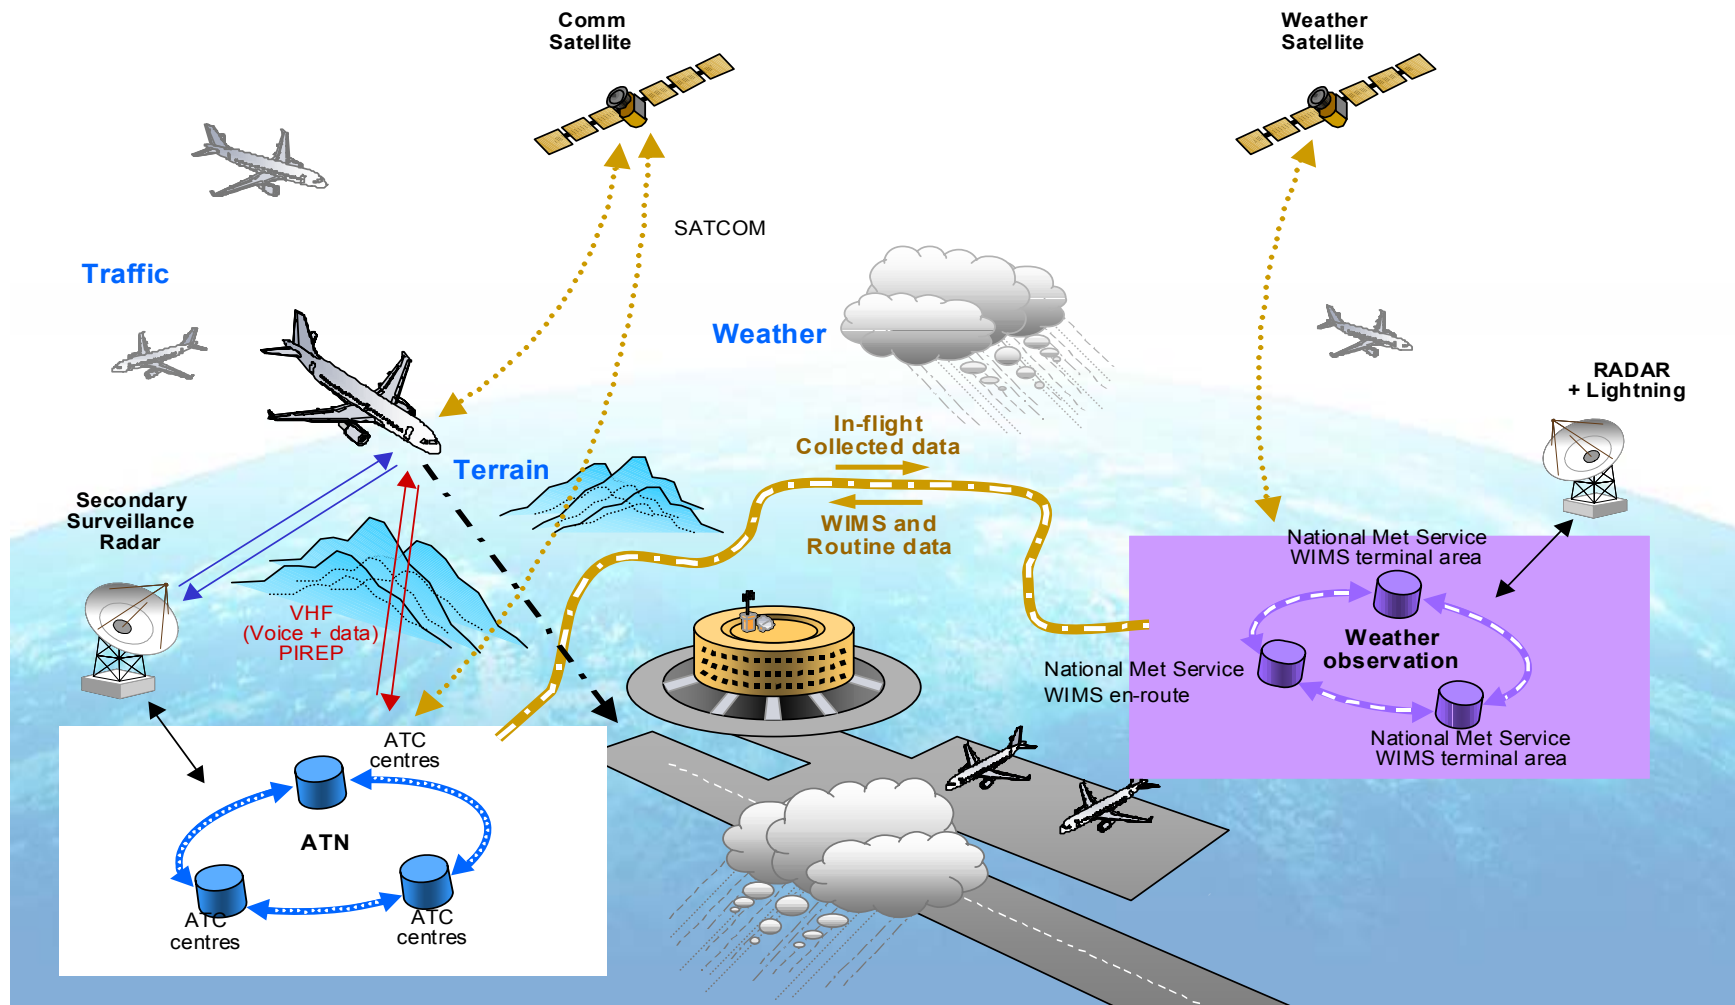 Comm
Satellite
Weather
Satellite
SATCOM
Traffic
Weather
RADAR
+ Lightning
In-flight
Collected data
Terrain
WIMS and
Routine data
Secondary
Surveillance
Radar
National Met Service
WIMS terminal area
VHF
(Voice + data)
PIREP
Weather
observation
National Met Service
WIMS en-route
National Met Service
WIMS terminal area
ATC
centres
ATN
ATC
centres
ATC
centres